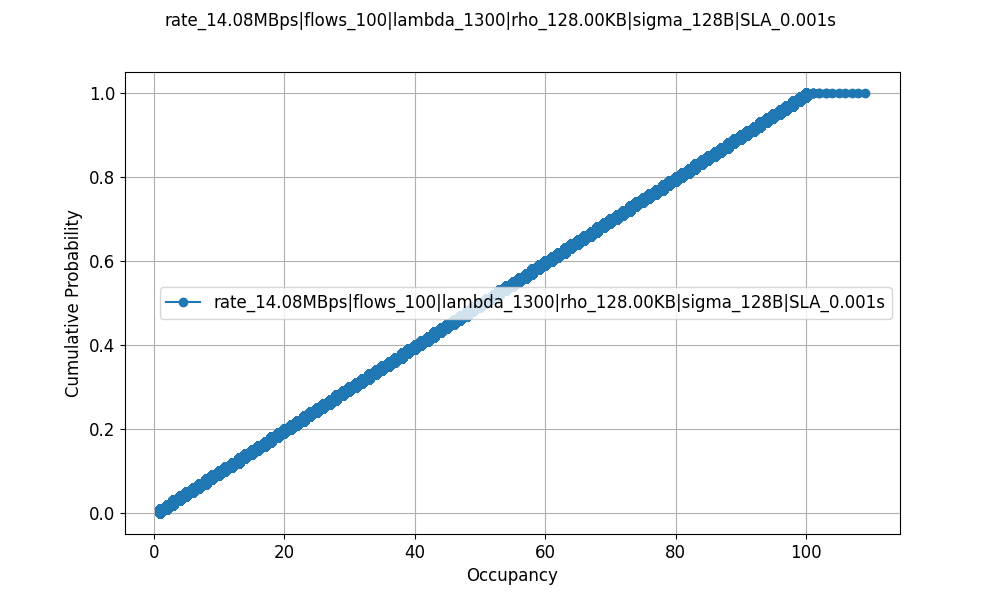 rate_14.08MBps|flows_100|lambda_1300|rho_128.00KB|sigma_128B|SLA_0.001s
1.0
0.8
0.6
0.4
0.2
0.0
Cumulative Probability
rate_14.08MBps|flows_100|lambda_1300|rho_128.00KB|sigma_128B|SLA_0.001s
0 20 40 60 80 100
Occupancy